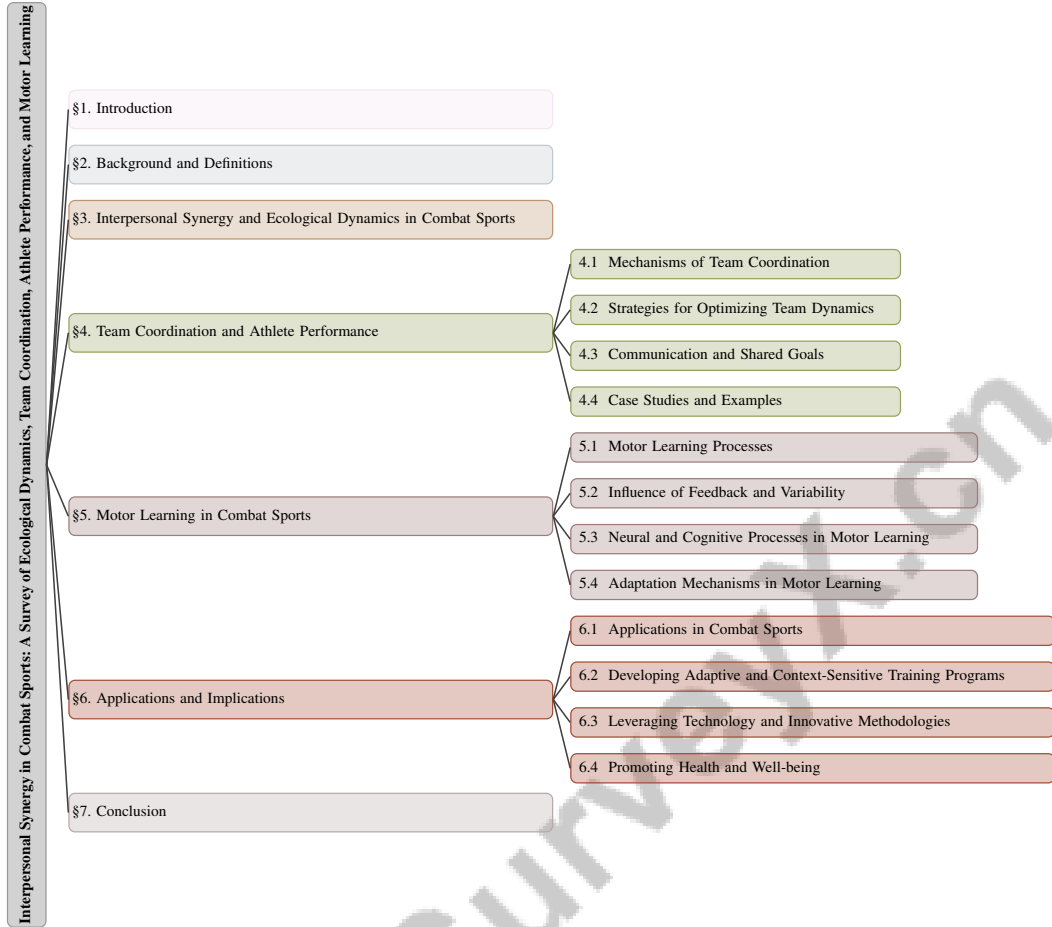 Interpersonal Synergy in Combat Sports: A Survey of Ecological Dynamics, Team Coordination, Athlete Performance, and Motor Learning
§1. Introduction
§2. Background and Definitions
§3. Interpersonal Synergy and Ecological Dynamics in Combat Sports
§4. Team Coordination and Athlete Performance
4.1 Mechanisms of Team Coordination
4.2 Strategies for Optimizing Team Dynamics
4.3 Communication and Shared Goals
4.4 Case Studies and Examples
§5. Motor Learning in Combat Sports
5.1 Motor Learning Processes
5.2 Influence of Feedback and Variability
5.3 Neural and Cognitive Processes in Motor Learning
5.4 Adaptation Mechanisms in Motor Learning
§6. Applications and Implications
6.1 Applications in Combat Sports
6.2 Developing Adaptive and Context-Sensitive Training Programs
6.3 Leveraging Technology and Innovative Methodologies
6.4 Promoting Health and Well-being
§7. Conclusion
Surveyx.cn